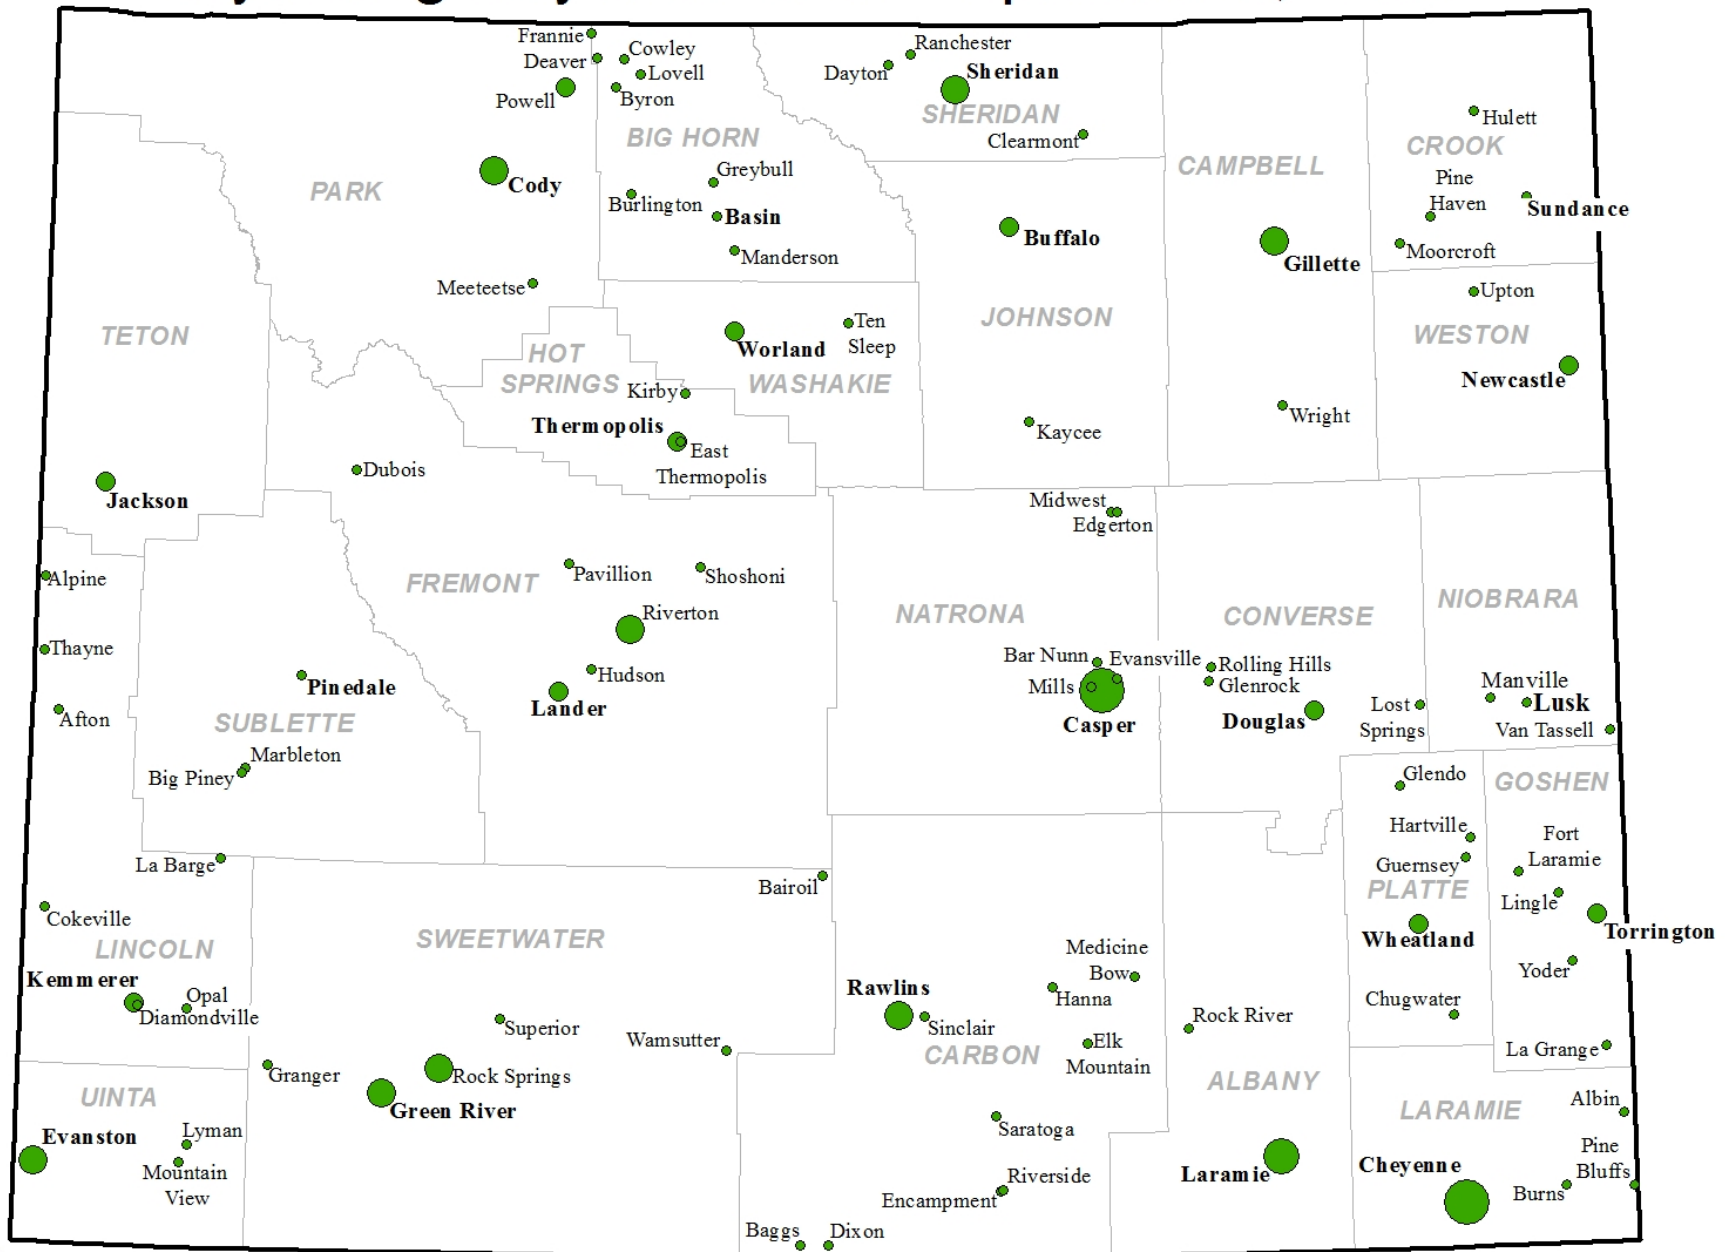 Frannie
Deaver
Cowley
Lovell
Powell
Byron
Ranchester
Dayton
Sheridan
SHERIDAN
Clearmont
BIG HORN
Hulett
CROOK
CAMPBELL
Pine
Haven
Sundance
Moorcroft
PARK
Cody
Greybull
Burlington
Basin
Manderson
Buffalo
Gillette
Meeteetse
Upton
WESTON
Newcastle
TETON
JOHNSON
HOT
SPRINGS
Worland
Ten
Sleep
WASHAKIE
Kirby
Thermopolis
East
Thermopolis
Kaycee
Wright
Dubois
Jackson
Midwest
Edgerton
Alpine
FREMONT
Pavillion
Shoshoni
Riverton
NATRONA
CONVERSE
NIOBRARA
Thayne
Hudson
Lander
Bar Nunn
Evansville
Mills
Casper
Rolling Hills
Glenrock
Douglas
Lost
Springs
Manville
Lusk
Van Tassell
Pinedale
SUBLETTE
Afton
Marbleton
Big Piney
Glendo
GOSHEN
Hartville
Guernsey
PLATTE
Fort
Laramie
Lingle
Wheatland
Torrington
Yoder
Chugwater
La Grange
La Barge
Bairoil
Cokeville
LINCOLN
Kemmerer
Opal
Diamondville
SWEETWATER
Superior
Wamsutter
Rawlins
Sinclair
CARBON
Medicine
Bow
Hanna
Elk
Mountain
Rock River
ALBANY
Granger
Rock Springs
Green River
UINTA
Evanston
Lyman
Mountain
View
Saratoga
Riverside
Encampment
Baggs
Dixon
Laramie
LARAMIE
Albin
Cheyenne
Pine
Bluffs
Burns